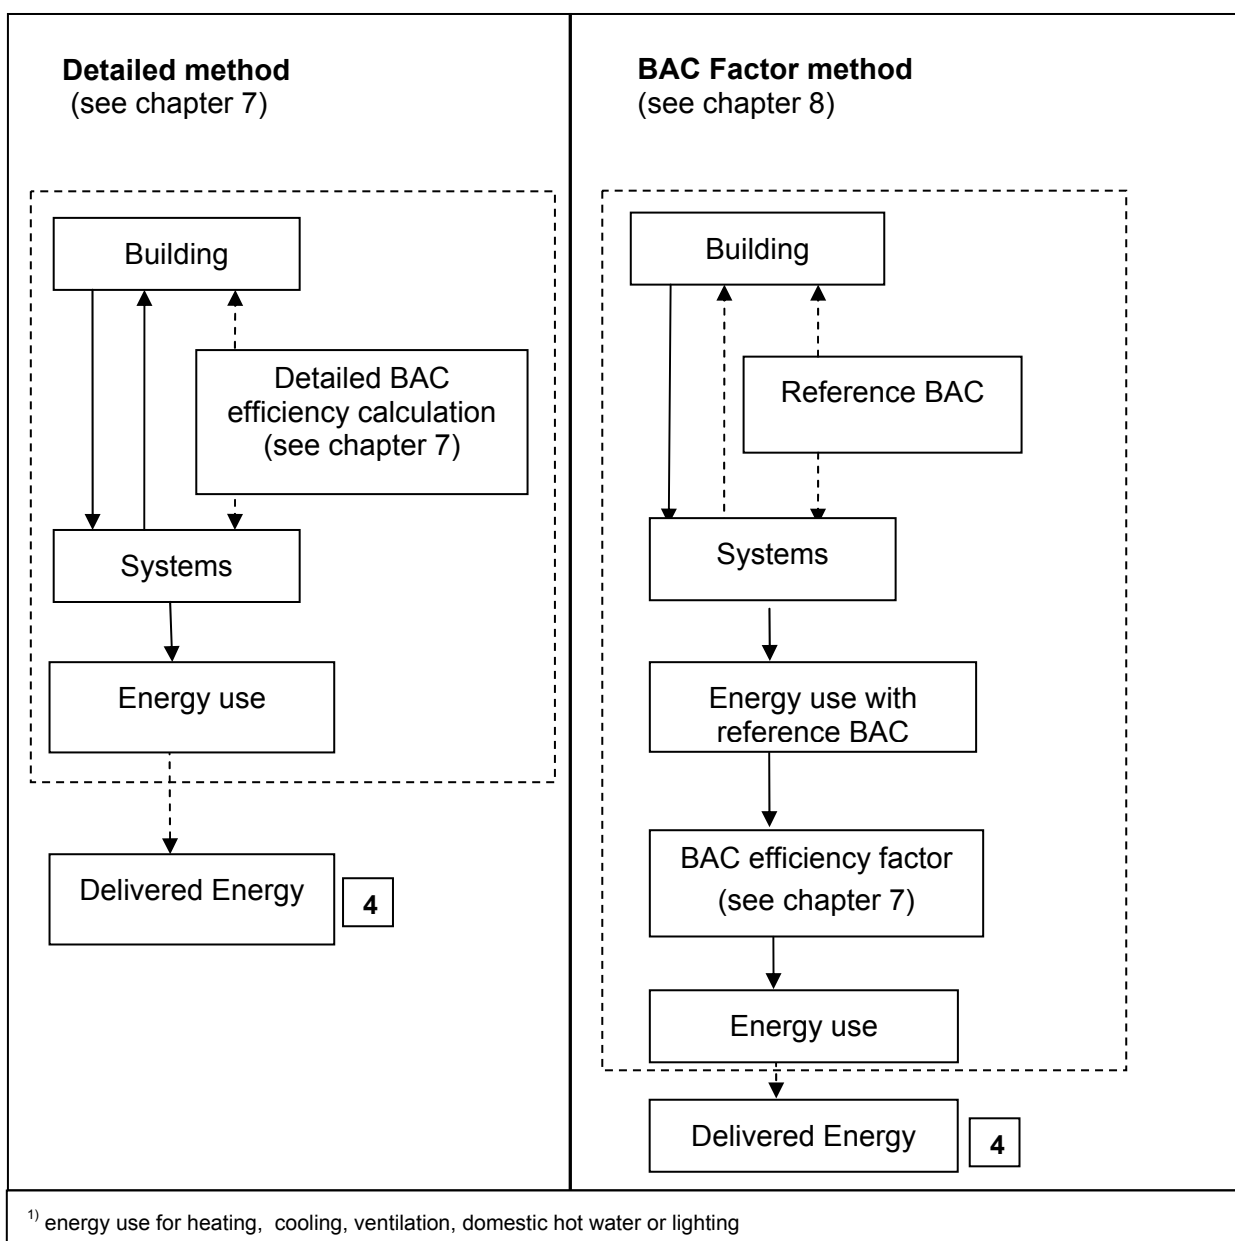 Detailed method
(see chapter 7)
Building
Detailed BAC
efficiency calculation
(see chapter 7)
Systems
Energy use
Delivered Energy
4
BAC Factor method
(see chapter 8)
Building
Reference BAC
Systems
Energy use with
reference BAC
BAC efficiency factor
(see chapter 7)
Energy use
Delivered Energy
4
1) energy use for heating, cooling, ventilation, domestic hot water or lighting